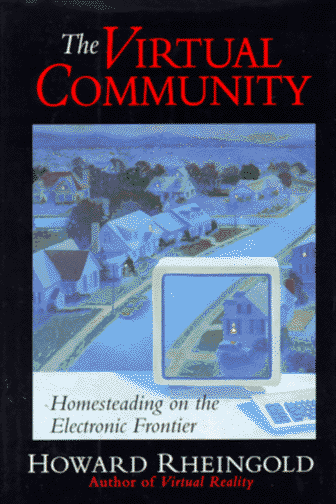 The VIRTUAL
COMMUNITY
Homesteading on the
Electronic Frontier
HOWARD RHEINGOLD
Author of Virtual Reality